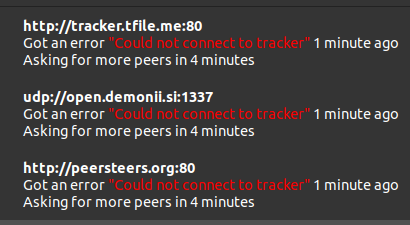 http://tracker.tfile.me:80
Got an error "Could not connect to tracker" 1 minute ago
Asking for more peers in 4 minutes
udp://open.demonii.si:1337
Got an error "Could not connect to tracker" 1 minute ago
Asking for more peers in 4 minutes
http://peersteers.org:80
Got an error "Could not connect to tracker" 1 minute ago
Asking for more peers in 4 minutes